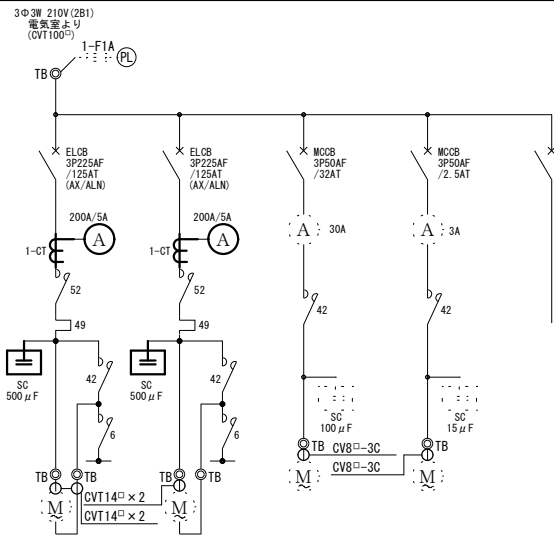 3Φ3W 210V(2B1)
電気室より
(CVT100□)
1-F1A
PL
TB
ELCB
3P225AF
/125AT
(AX/ALN)
ELCB
3P225AF
/125AT
(AX/ALN)
MCCB
3P50AF
/32AT
MCCB
3P50AF
/2.5AT
200A/5A
A
1-CT
200A/5A
A
1-CT
A
30A
A
3A
52
52
42
42
49
49
SC
500μF
42
6
SC
500μF
42
6
SC
100μF
SC
15μF
TB
CV8□-3C
TB
CV8□-3C
M
M
TB
TB
TB
TB
M
CVT14□×2
M
CVT14□×2